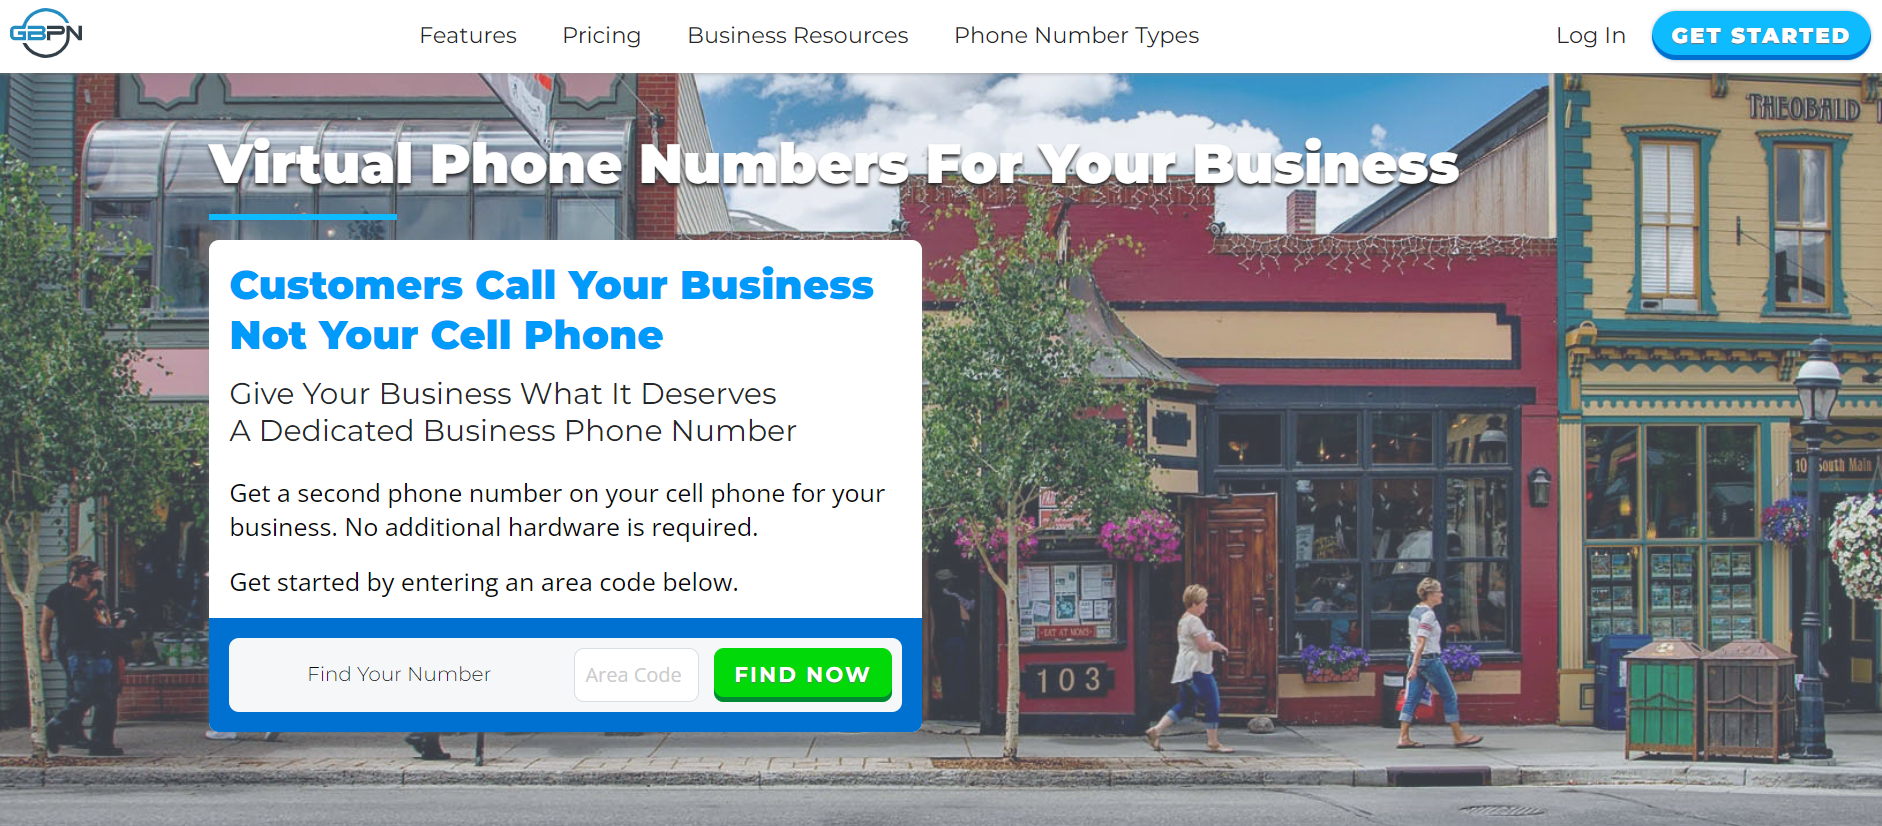 GBPN
Features
Pricing
Business Resources
Phone Number Types
Log In
GET STARTED
THEOBALD
Virtual Phone Numbers For Your Business
Customers Call Your Business
Not Your Cell Phone
Give Your Business What It Deserves
A Dedicated Business Phone Number
Get a second phone number on your cell phone for your
business. No additional hardware is required.
Get started by entering an area code below.
Find Your Number
Area Code
FIND NOW
South Main
EAT AT MOM'S
103